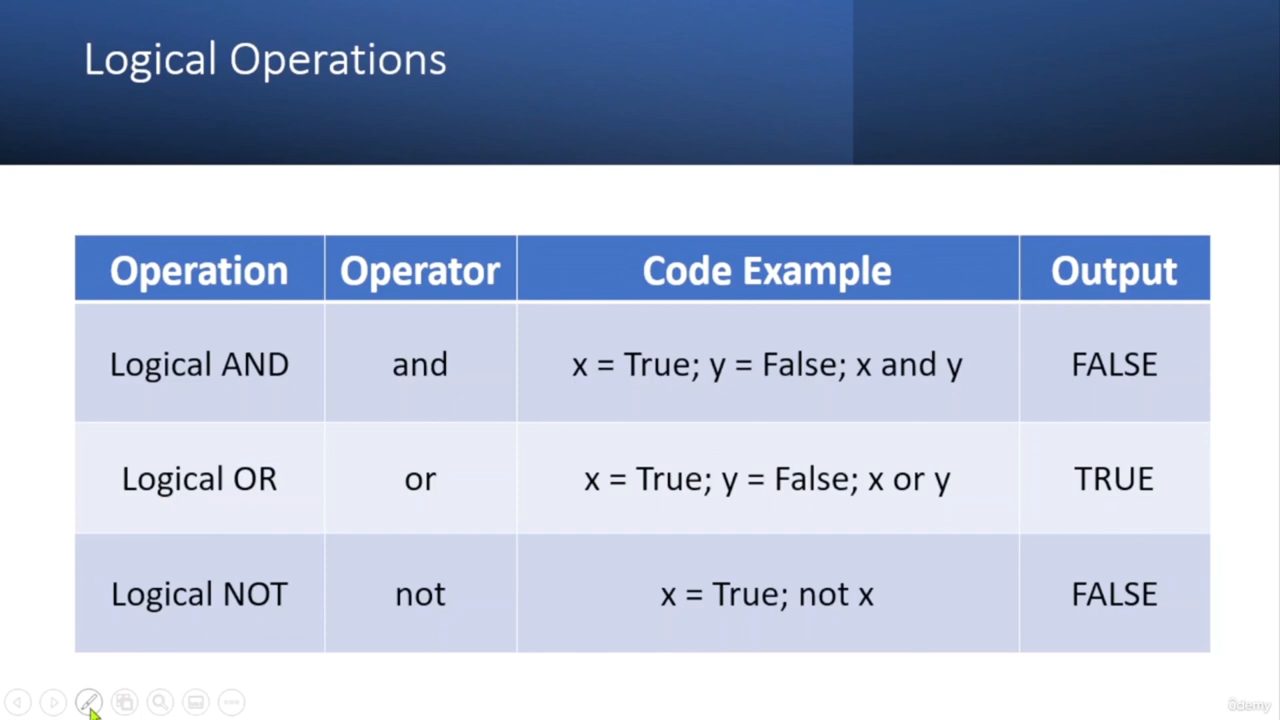 Logical Operations
Operation Operator Code Example Output
Logical AND and x = True; y = False; x and y FALSE
Logical OR or x = True; y = False; x or y TRUE
Logical NOT not x = True; not x FALSE
ûdemy